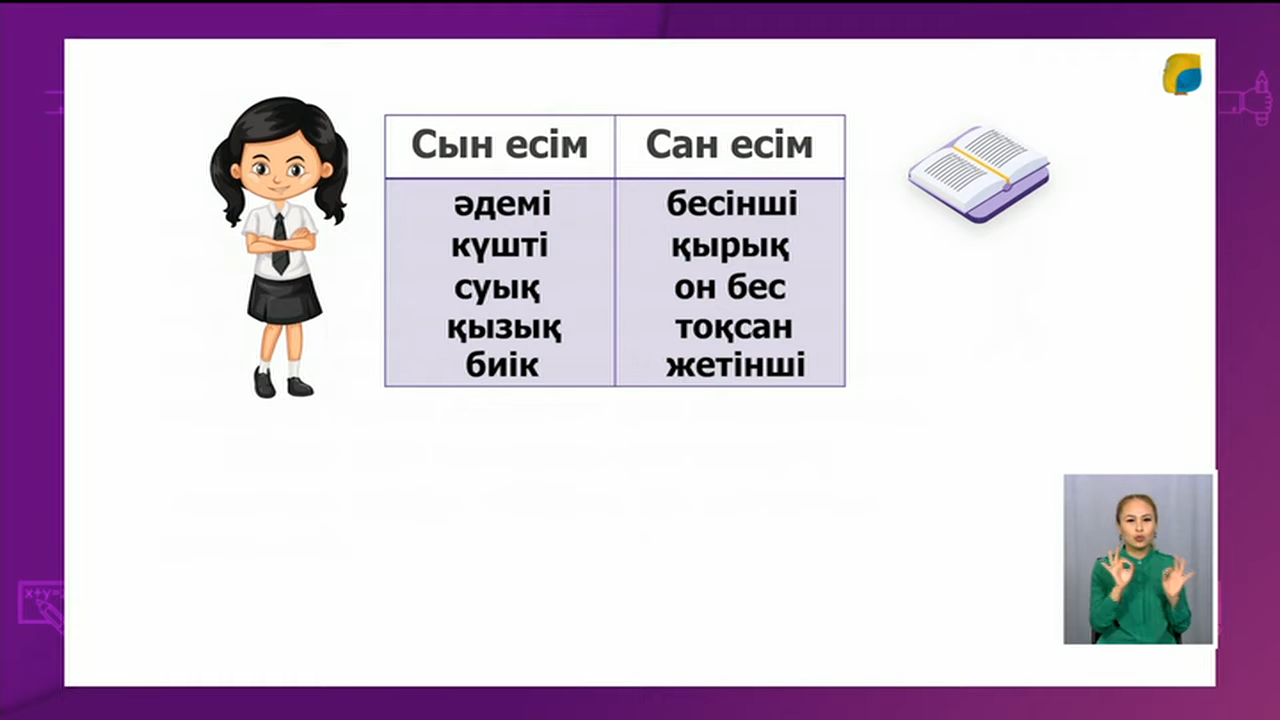 Сын есім Сан есім
әдемі бесінші
күшті қырық
суық он бес
қызық тоқсан
биік жетінші
x+y=